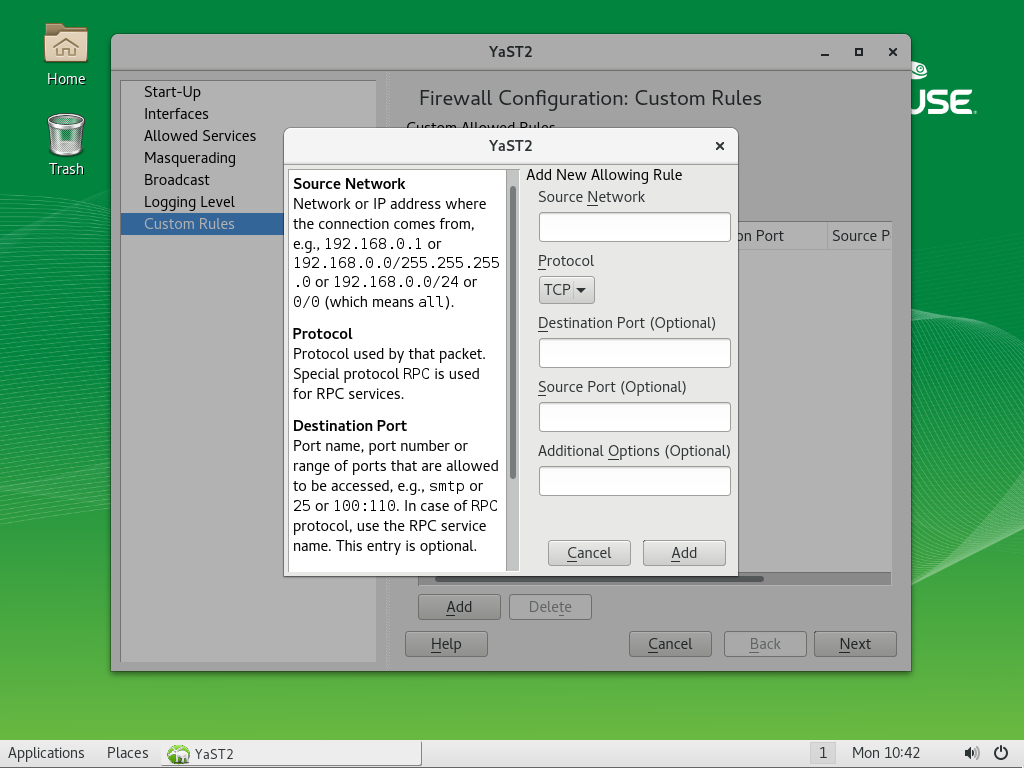 Home
Trash
YaST2
USE
Start-Up
Interfaces
Allowed Services
Masquerading
Broadcast
Logging Level
Custom Rules
Firewall Configuration: Custom Rules
Custom Allowed Rules
on Port
Source P
YaST2
Source Network
Network or IP address where
the connection comes from,
e.g., 192.168.0.1 or
192.168.0.0/255.255.255
.0 or 192.168.0.0/24 or
0/0 (which means all).
Protocol
Protocol used by that packet.
Special protocol RPC is used
for RPC services.
Destination Port
Port name, port number or
range of ports that are allowed
to be accessed, e.g., smtp or
25 or 100:110. In case of RPC
protocol, use the RPC service
name. This entry is optional.
Add New Allowing Rule
Source Network
Protocol
TCP
Destination Port (Optional)
Source Port (Optional)
Additional Options (Optional)
Cancel
Add
Add
Delete
Help
Cancel
Back
Next
Applications
Places
YaST2
1
Mon 10:42